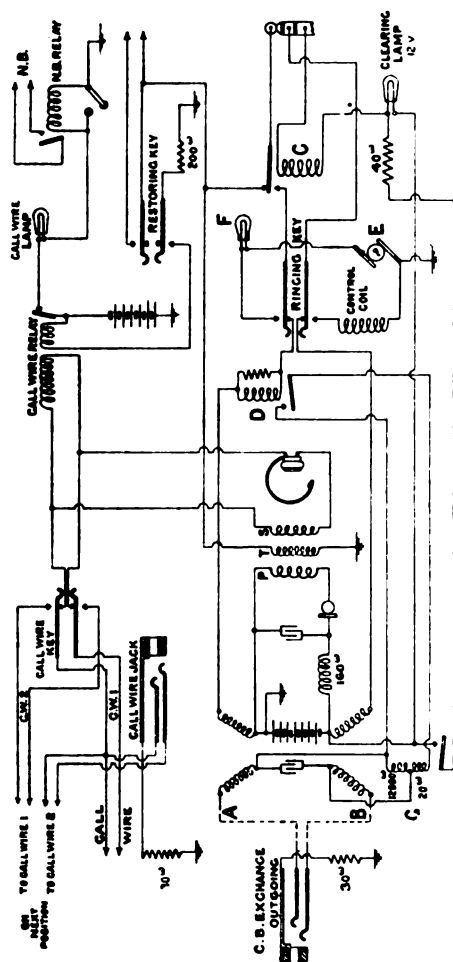 N.B.
N.B. RELAY
CALL WIRE
LAMP
CALL WIRE RELAY
RESTORING KEY
200ω
CALL WIRE
KEY
C.W.2
C.W.1
CALL WIRE JACK
TO CALL WIRE 1
TO CALL WIRE 2
ON
NEXT
POSITION
CALL
WIRE
70ω
CLEARING
LAMP
12 V
40ω
C
F
RINGING KEY
E
CONTROL
COIL
D
S
T
P
160ω
A
B
C,
12000
ω
20ω
C.B. EXCHANGE
OUTGOING
30ω